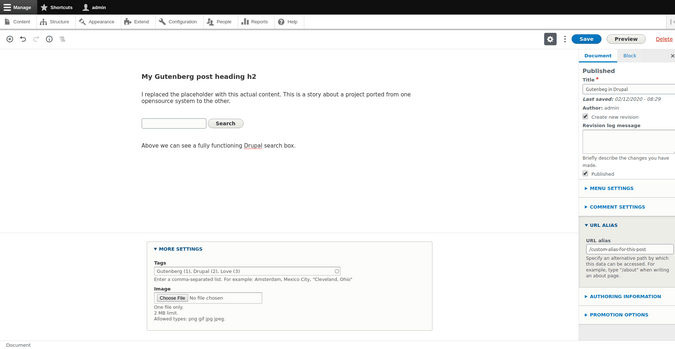 Manage Shortcuts admin
Content Structure Appearance Extend Configuration People Reports Help
Save Preview Delete
Document Block
Published
Title *
Gutenbeg in Drupal
Last saved: 02/12/2020 - 08:29
Author: admin
Create new revision
Revision log message
Briefly describe the changes you have
made.
Published
MENU SETTINGS
COMMENT SETTINGS
URL ALIAS
URL alias
/custom-alias-for-this-post
Specify an alternative path by which
this data can be accessed. For
example, type "/about" when writing
an about page.
AUTHORING INFORMATION
PROMOTION OPTIONS
My Gutenberg post heading h2
I replaced the placeholder with this actual content. This is a story about a project ported from one
opensource system to the other.
Search
Above we can see a fully functioning Drupal search box.
MORE SETTINGS
Tags
Gutenberg (1), Drupal (2), Love (3)
Enter a comma-separated list. For example: Amsterdam, Mexico City, "Cleveland, Ohio"
Image
Choose File No file chosen
One file only.
2 MB limit.
Allowed types: png gif jpg jpeg.
Document